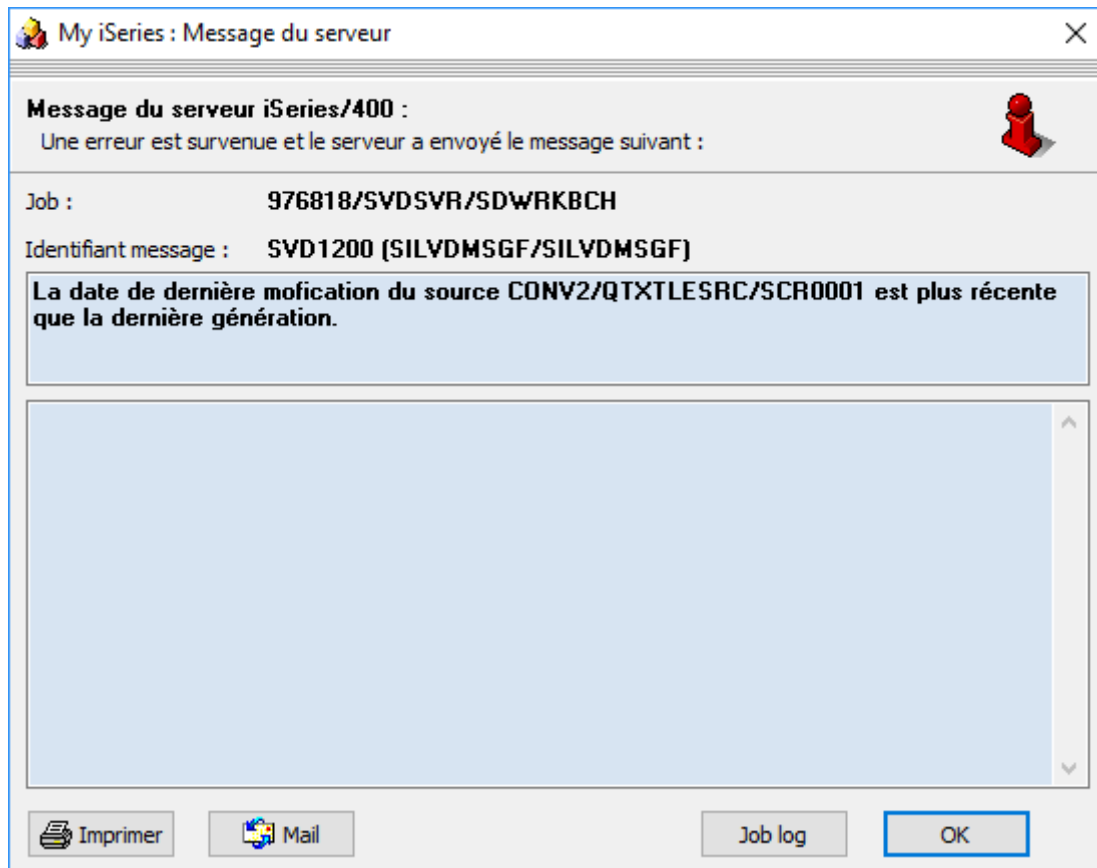 My iSeries : Message du serveur
Message du serveur iSeries/400 :
Une erreur est survenue et le serveur a envoyé le message suivant :
Job : 976818/SVDSVR/SDWRKBCH
Identifiant message : SVD1200 (SILVDMSGF/SILVDMSGF)
La date de dernière mofication du source CONV2/QTXTLESRC/SCR0001 est plus récente
que la dernière génération.
Imprimer Mail Job log OK